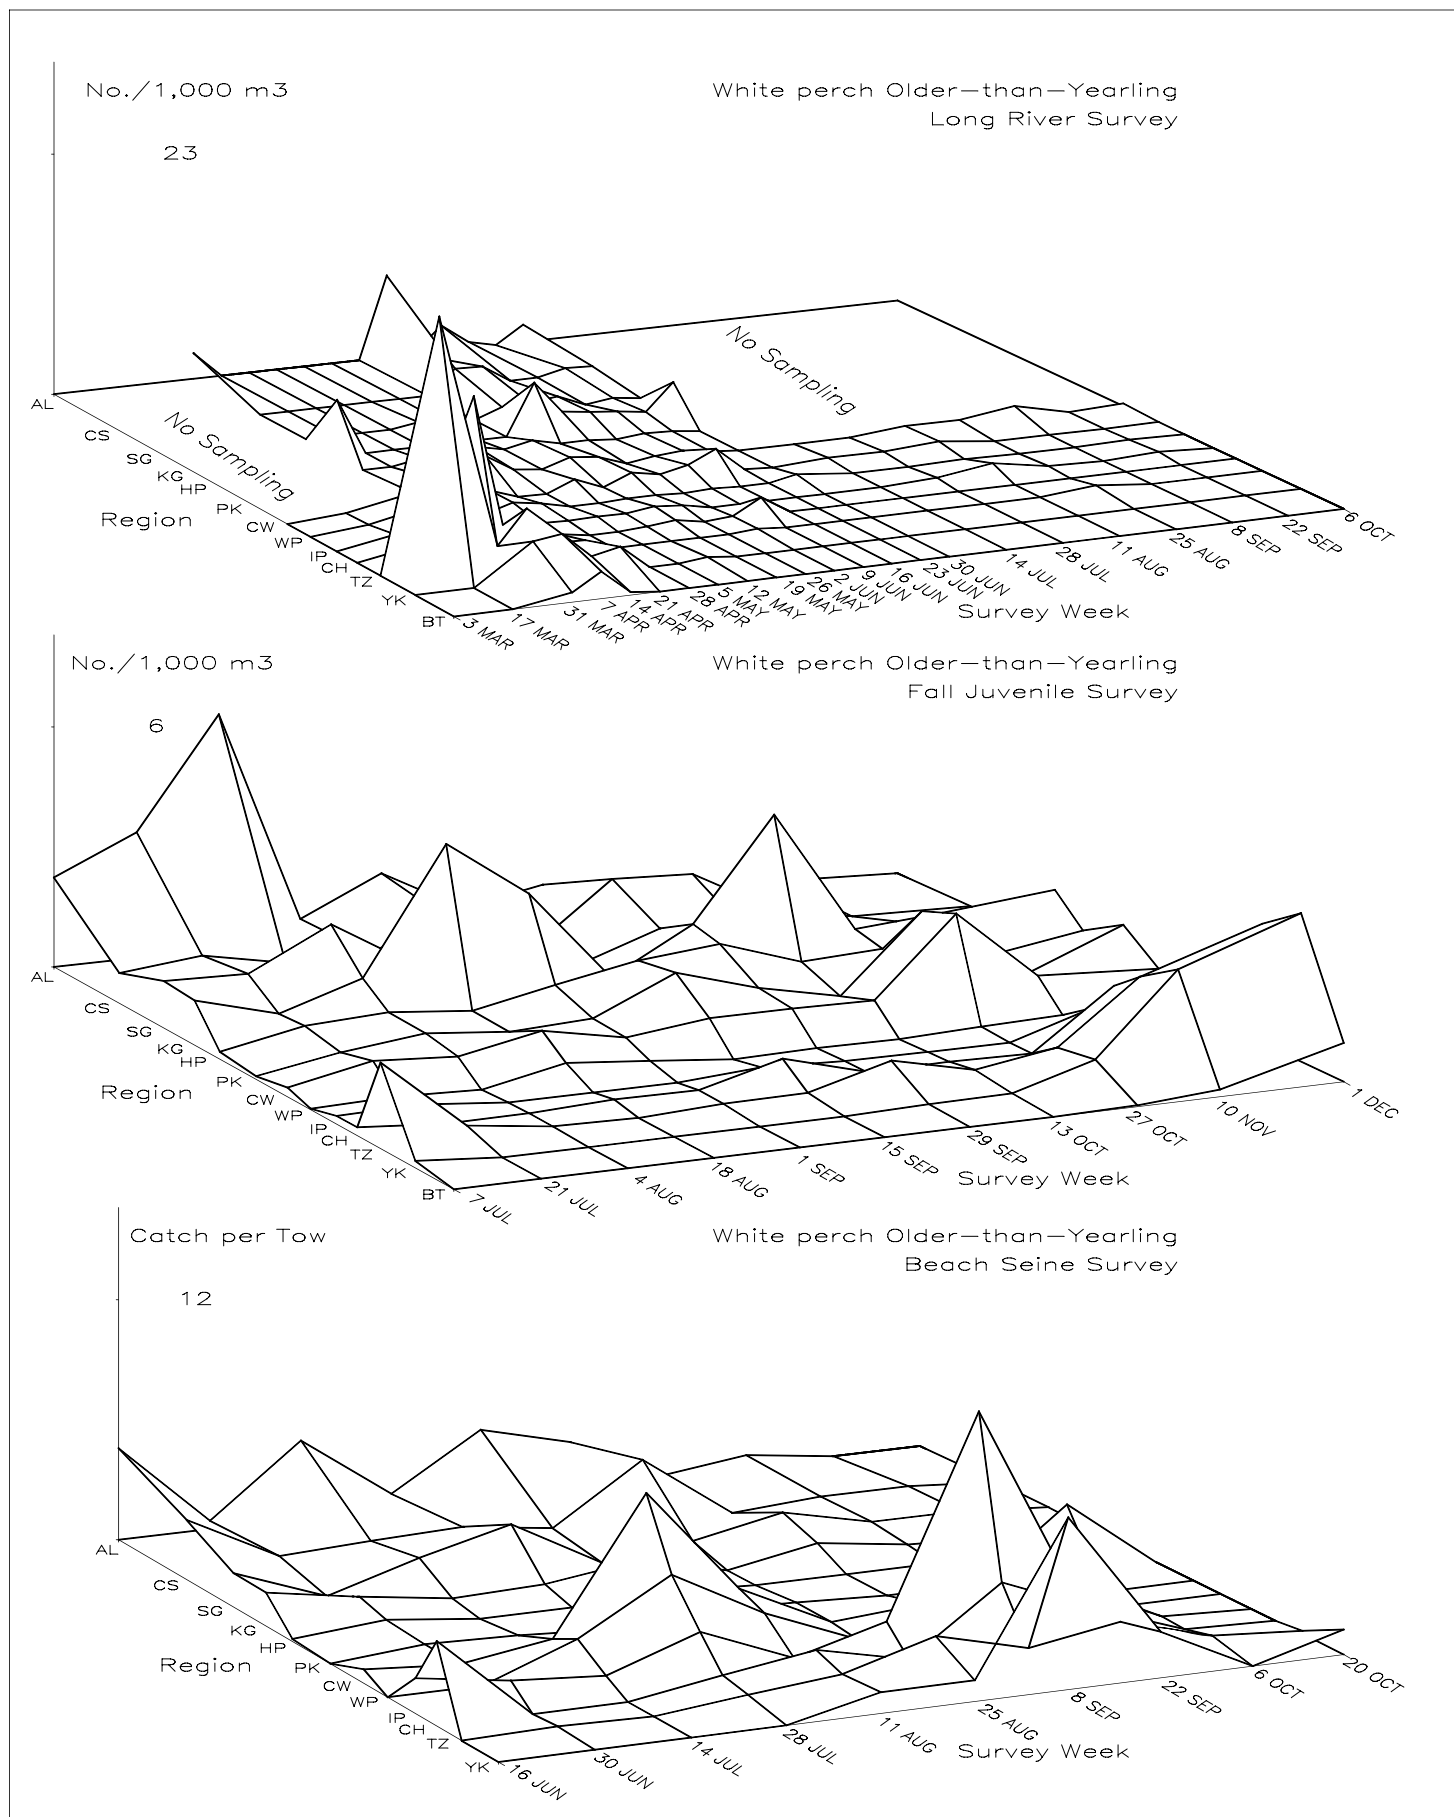 No./1,000 m3
White perch Older-than-Yearling
Long River Survey
23
No Sampling
AL
CS
SG
KG
HP
PK
CW
WP
IP
CH
TZ
YK
BT
No Sampling
Region
3 MAR
17 MAR
31 MAR
7 APR
14 APR
21 APR
28 APR
5 MAY
12 MAY
19 MAY
26 MAY
2 JUN
9 JUN
16 JUN
23 JUN
30 JUN
14 JUL
28 JUL
11 AUG
25 AUG
8 SEP
22 SEP
6 OCT
Survey Week
No./1,000 m3
White perch Older-than-Yearling
Fall Juvenile Survey
6
AL
CS
SG
KG
HP
PK
CW
WP
IP
CH
TZ
YK
BT
Region
7 JUL
21 JUL
4 AUG
18 AUG
1 SEP
15 SEP
29 SEP
13 OCT
27 OCT
10 NOV
1 DEC
Survey Week
Catch per Tow
White perch Older-than-Yearling
Beach Seine Survey
12
AL
CS
SG
KG
HP
PK
CW
WP
IP
CH
TZ
YK
Region
16 JUN
30 JUN
14 JUL
28 JUL
11 AUG
25 AUG
8 SEP
22 SEP
6 OCT
20 OCT
Survey Week